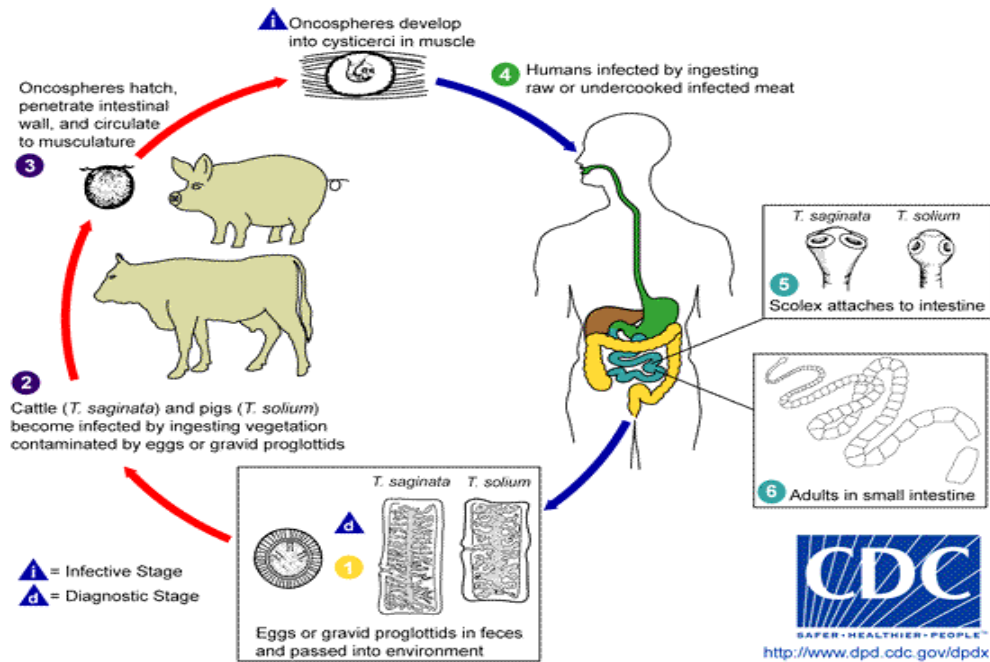 i
Oncospheres develop
into cysticerci in muscle
Oncospheres hatch,
penetrate intestinal
wall, and circulate
to musculature
3
4
Humans infected by ingesting
raw or undercooked infected meat
T. saginata
T. solium
5
Scolex attaches to intestine
2
Cattle (T. saginata) and pigs (T. solium)
become infected by ingesting vegetation
contaminated by eggs or gravid proglottids
6
Adults in small intestine
T. saginata
T. solium
d
1
Eggs or gravid proglottids in feces
and passed into environment
i = Infective Stage
d = Diagnostic Stage
CDC
SAFER·HEALTHIER·PEOPLE™
http://www.dpd.cdc.gov/dpdx